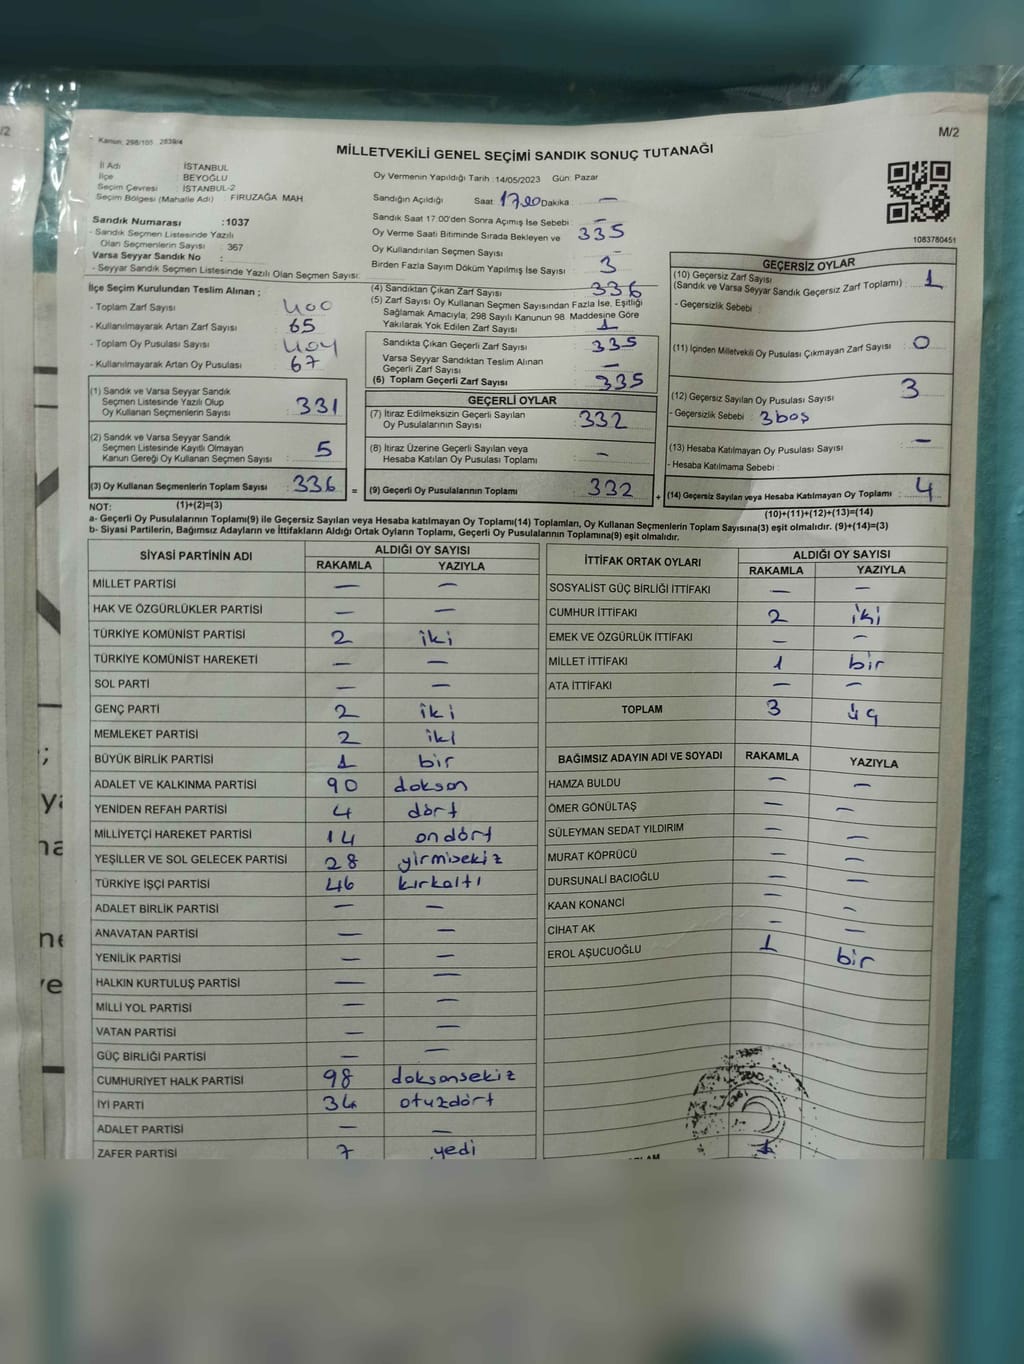 M/2
Kanun: 298/105 2839/4
MİLLETVEKİLİ GENEL SEÇİMİ SANDIK SONUÇ TUTANAĞI
İl Adı : İSTANBUL
İlçe : BEYOĞLU
Seçim Çevresi : İSTANBUL-2
Seçim Bölgesi (Mahalle Adı) : FİRUZAĞA MAH.
Sandık Numarası :1037
- Sandık Seçmen Listesinde Yazılı
Olan Seçmenlerin Sayısı : 367
Varsa Seyyar Sandık No :
- Seyyar Sandık Seçmen Listesinde Yazılı Olan Seçmen Sayısı:
İlçe Seçim Kurulundan Teslim Alınan ;
- Toplam Zarf Sayısı : 400
- Kullanılmayarak Artan Zarf Sayısı : 65
- Toplam Oy Pusulası Sayısı : 404
- Kullanılmayarak Artan Oy Pusulası : 67
Oy Vermenin Yapıldığı Tarih :14/05/2023 Gün: Pazar
Sandığın Açıldığı Saat 17.20 Dakika —
Sandık Saat 17.00'den Sonra Açılmış İse Sebebi : —
Oy Verme Saati Bitiminde Sırada Bekleyen ve
Oy Kullandırılan Seçmen Sayısı : 335
Birden Fazla Sayım Döküm Yapılmış İse Sayısı : 3
(4) Sandıktan Çıkan Zarf Sayısı : 336
(5) Zarf Sayısı Oy Kullanan Seçmen Sayısından Fazla İse, Eşitliği
Sağlamak Amacıyla, 298 Sayılı Kanunun 98. Maddesine Göre
Yakılarak Yok Edilen Zarf Sayısı : 1
Sandıkta Çıkan Geçerli Zarf Sayısı : 335
Varsa Seyyar Sandıktan Teslim Alınan
Geçerli Zarf Sayısı : —
(6) Toplam Geçerli Zarf Sayısı : 335
1083780451
GEÇERSİZ OYLAR
(10) Geçersiz Zarf Sayısı
(Sandık ve Varsa Seyyar Sandık Geçersiz Zarf Toplamı) : 1
- Geçersizlik Sebebi :
(11) İçinden Milletvekili Oy Pusulası Çıkmayan Zarf Sayısı : 0
(12) Geçersiz Sayılan Oy Pusulası Sayısı : 3
- Geçersizlik Sebebi : 3 boş
(13) Hesaba Katılmayan Oy Pusulası Sayısı : —
- Hesaba Katılmama Sebebi :
(14) Geçersiz Sayılan veya Hesaba Katılmayan Oy Toplamı : 4
(10)+(11)+(12)+(13)=(14)
(1) Sandık ve Varsa Seyyar Sandık
Seçmen Listesinde Yazılı Olup
Oy Kullanan Seçmenlerin Sayısı : 331
(2) Sandık ve Varsa Seyyar Sandık
Seçmen Listesinde Kayıtlı Olmayan
Kanun Gereği Oy Kullanan Seçmen Sayısı : 5
(3) Oy Kullanan Seçmenlerin Toplam Sayısı : 336
GEÇERLİ OYLAR
(7) İtiraz Edilmeksizin Geçerli Sayılan
Oy Pusulalarının Sayısı : 332
(8) İtiraz Üzerine Geçerli Sayılan veya
Hesaba Katılan Oy Pusulası Toplamı : —
= (9) Geçerli Oy Pusulalarının Toplamı : 332 +
NOT: (1)+(2)=(3)
a- Geçerli Oy Pusulalarının Toplamı(9) ile Geçersiz Sayılan veya Hesaba katılmayan Oy Toplamı(14) Toplamları, Oy Kullanan Seçmenlerin Toplam Sayısına(3) eşit olmalıdır. (9)+(14)=(3)
b- Siyasi Partilerin, Bağımsız Adayların ve İttifakların Aldığı Ortak Oyların Toplamı, Geçerli Oy Pusulalarının Toplamına(9) eşit olmalıdır.
SİYASİ PARTİNİN ADI ALDIĞI OY SAYISI
RAKAMLA YAZIYLA
MİLLET PARTİSİ — —
HAK VE ÖZGÜRLÜKLER PARTİSİ — —
TÜRKİYE KOMÜNİST PARTİSİ 2 iki
TÜRKİYE KOMÜNİST HAREKETİ — —
SOL PARTİ — —
GENÇ PARTİ 2 iki
MEMLEKET PARTİSİ 2 iki
BÜYÜK BİRLİK PARTİSİ 1 bir
ADALET VE KALKINMA PARTİSİ 90 doksan
YENİDEN REFAH PARTİSİ 4 dört
MİLLİYETÇİ HAREKET PARTİSİ 14 ondört
YEŞİLLER VE SOL GELECEK PARTİSİ 28 yirmisekiz
TÜRKİYE İŞÇİ PARTİSİ 46 kırkaltı
ADALET BİRLİK PARTİSİ — —
ANAVATAN PARTİSİ — —
YENİLİK PARTİSİ — —
HALKIN KURTULUŞ PARTİSİ — —
MİLLİ YOL PARTİSİ — —
VATAN PARTİSİ — —
GÜÇ BİRLİĞİ PARTİSİ — —
CUMHURİYET HALK PARTİSİ 98 doksansekiz
İYİ PARTİ 34 otuzdört
ADALET PARTİSİ — —
ZAFER PARTİSİ 7 yedi
İTTİFAK ORTAK OYLARI ALDIĞI OY SAYISI
RAKAMLA YAZIYLA
SOSYALİST GÜÇ BİRLİĞİ İTTİFAKI — —
CUMHUR İTTİFAKI 2 iki
EMEK VE ÖZGÜRLÜK İTTİFAKI — —
MİLLET İTTİFAKI 1 bir
ATA İTTİFAKI — —
TOPLAM 3 üç
BAĞIMSIZ ADAYIN ADI VE SOYADI RAKAMLA YAZIYLA
HAMZA BULDU — —
ÖMER GÖNÜLTAŞ — —
SÜLEYMAN SEDAT YILDIRIM — —
MURAT KÖPRÜCÜ — —
DURSUNALİ BACIOĞLU — —
KAAN KONANCİ — —
CİHAT AK — —
EROL AŞUCUOĞLU 1 bir